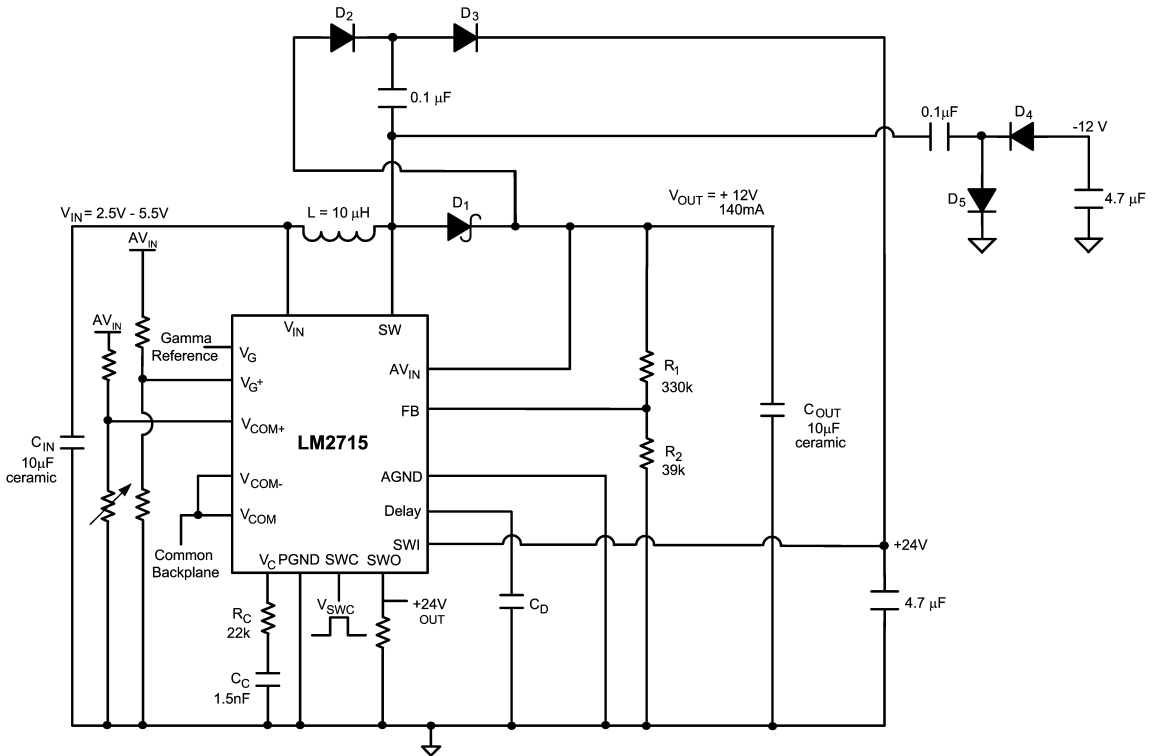 D2
D3
0.1 µF
0.1µF
D4
-12 V
D5
4.7 µF
VIN = 2.5V - 5.5V
L = 10 µH
D1
VOUT = + 12V
140mA
AVIN
AVIN
Gamma
Reference
VIN
SW
VG
VG+
VCOM+
VCOM-
VCOM
LM2715
AVIN
FB
AGND
Delay
SWI
VC
PGND
SWC
SWO
R1
330k
R2
39k
COUT
10µF
ceramic
CIN
10µF
ceramic
Common
Backplane
+24V
RC
22k
VSWC
+24V
OUT
CD
4.7 µF
CC
1.5nF